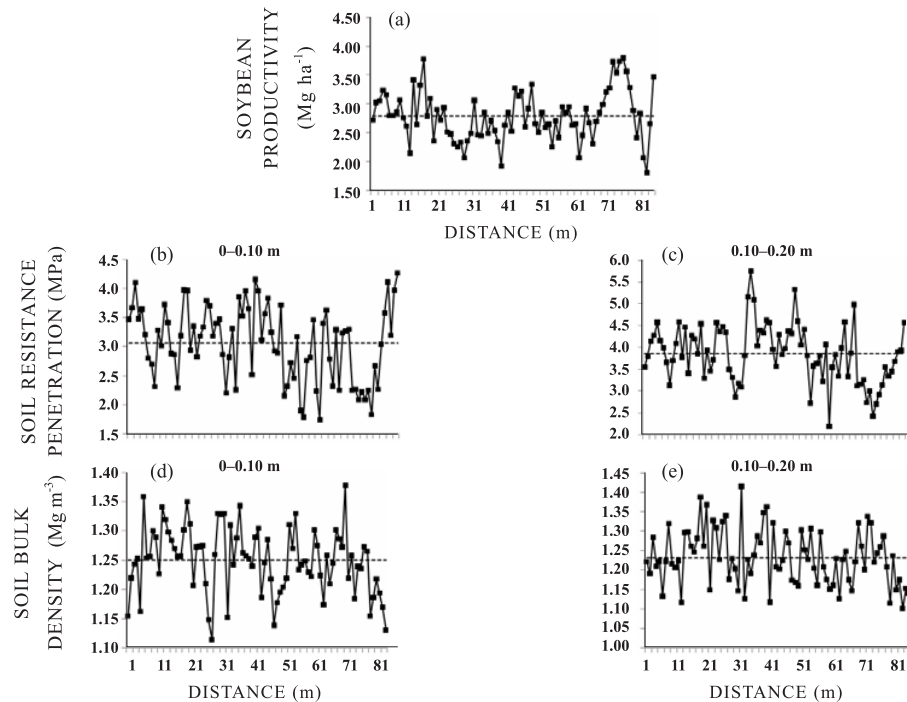 (a)
SOYBEAN
PRODUCTIVITY
(Mg ha-1)
4.50
4.00
3.50
3.00
2.50
2.00
1.50
1 11 21 31 41 51 61 71 81
DISTANCE (m)
SOIL RESISTANCE
PENETRATION (MPa)
(b)
0–0.10 m
4.5
4.0
3.5
3.0
2.5
2.0
1.5
(c)
0.10–0.20 m
6.0
5.5
5.0
4.5
4.0
3.5
3.0
2.5
2.0
SOIL BULK
DENSITY (Mg m-3)
(d)
0–0.10 m
1.40
1.35
1.30
1.25
1.20
1.15
1.10
1 11 21 31 41 51 61 71 81
DISTANCE (m)
(e)
0.10–0.20 m
1.45
1.40
1.35
1.30
1.25
1.20
1.15
1.10
1.05
1.00
1 11 21 31 41 51 61 71 81
DISTANCE (m)